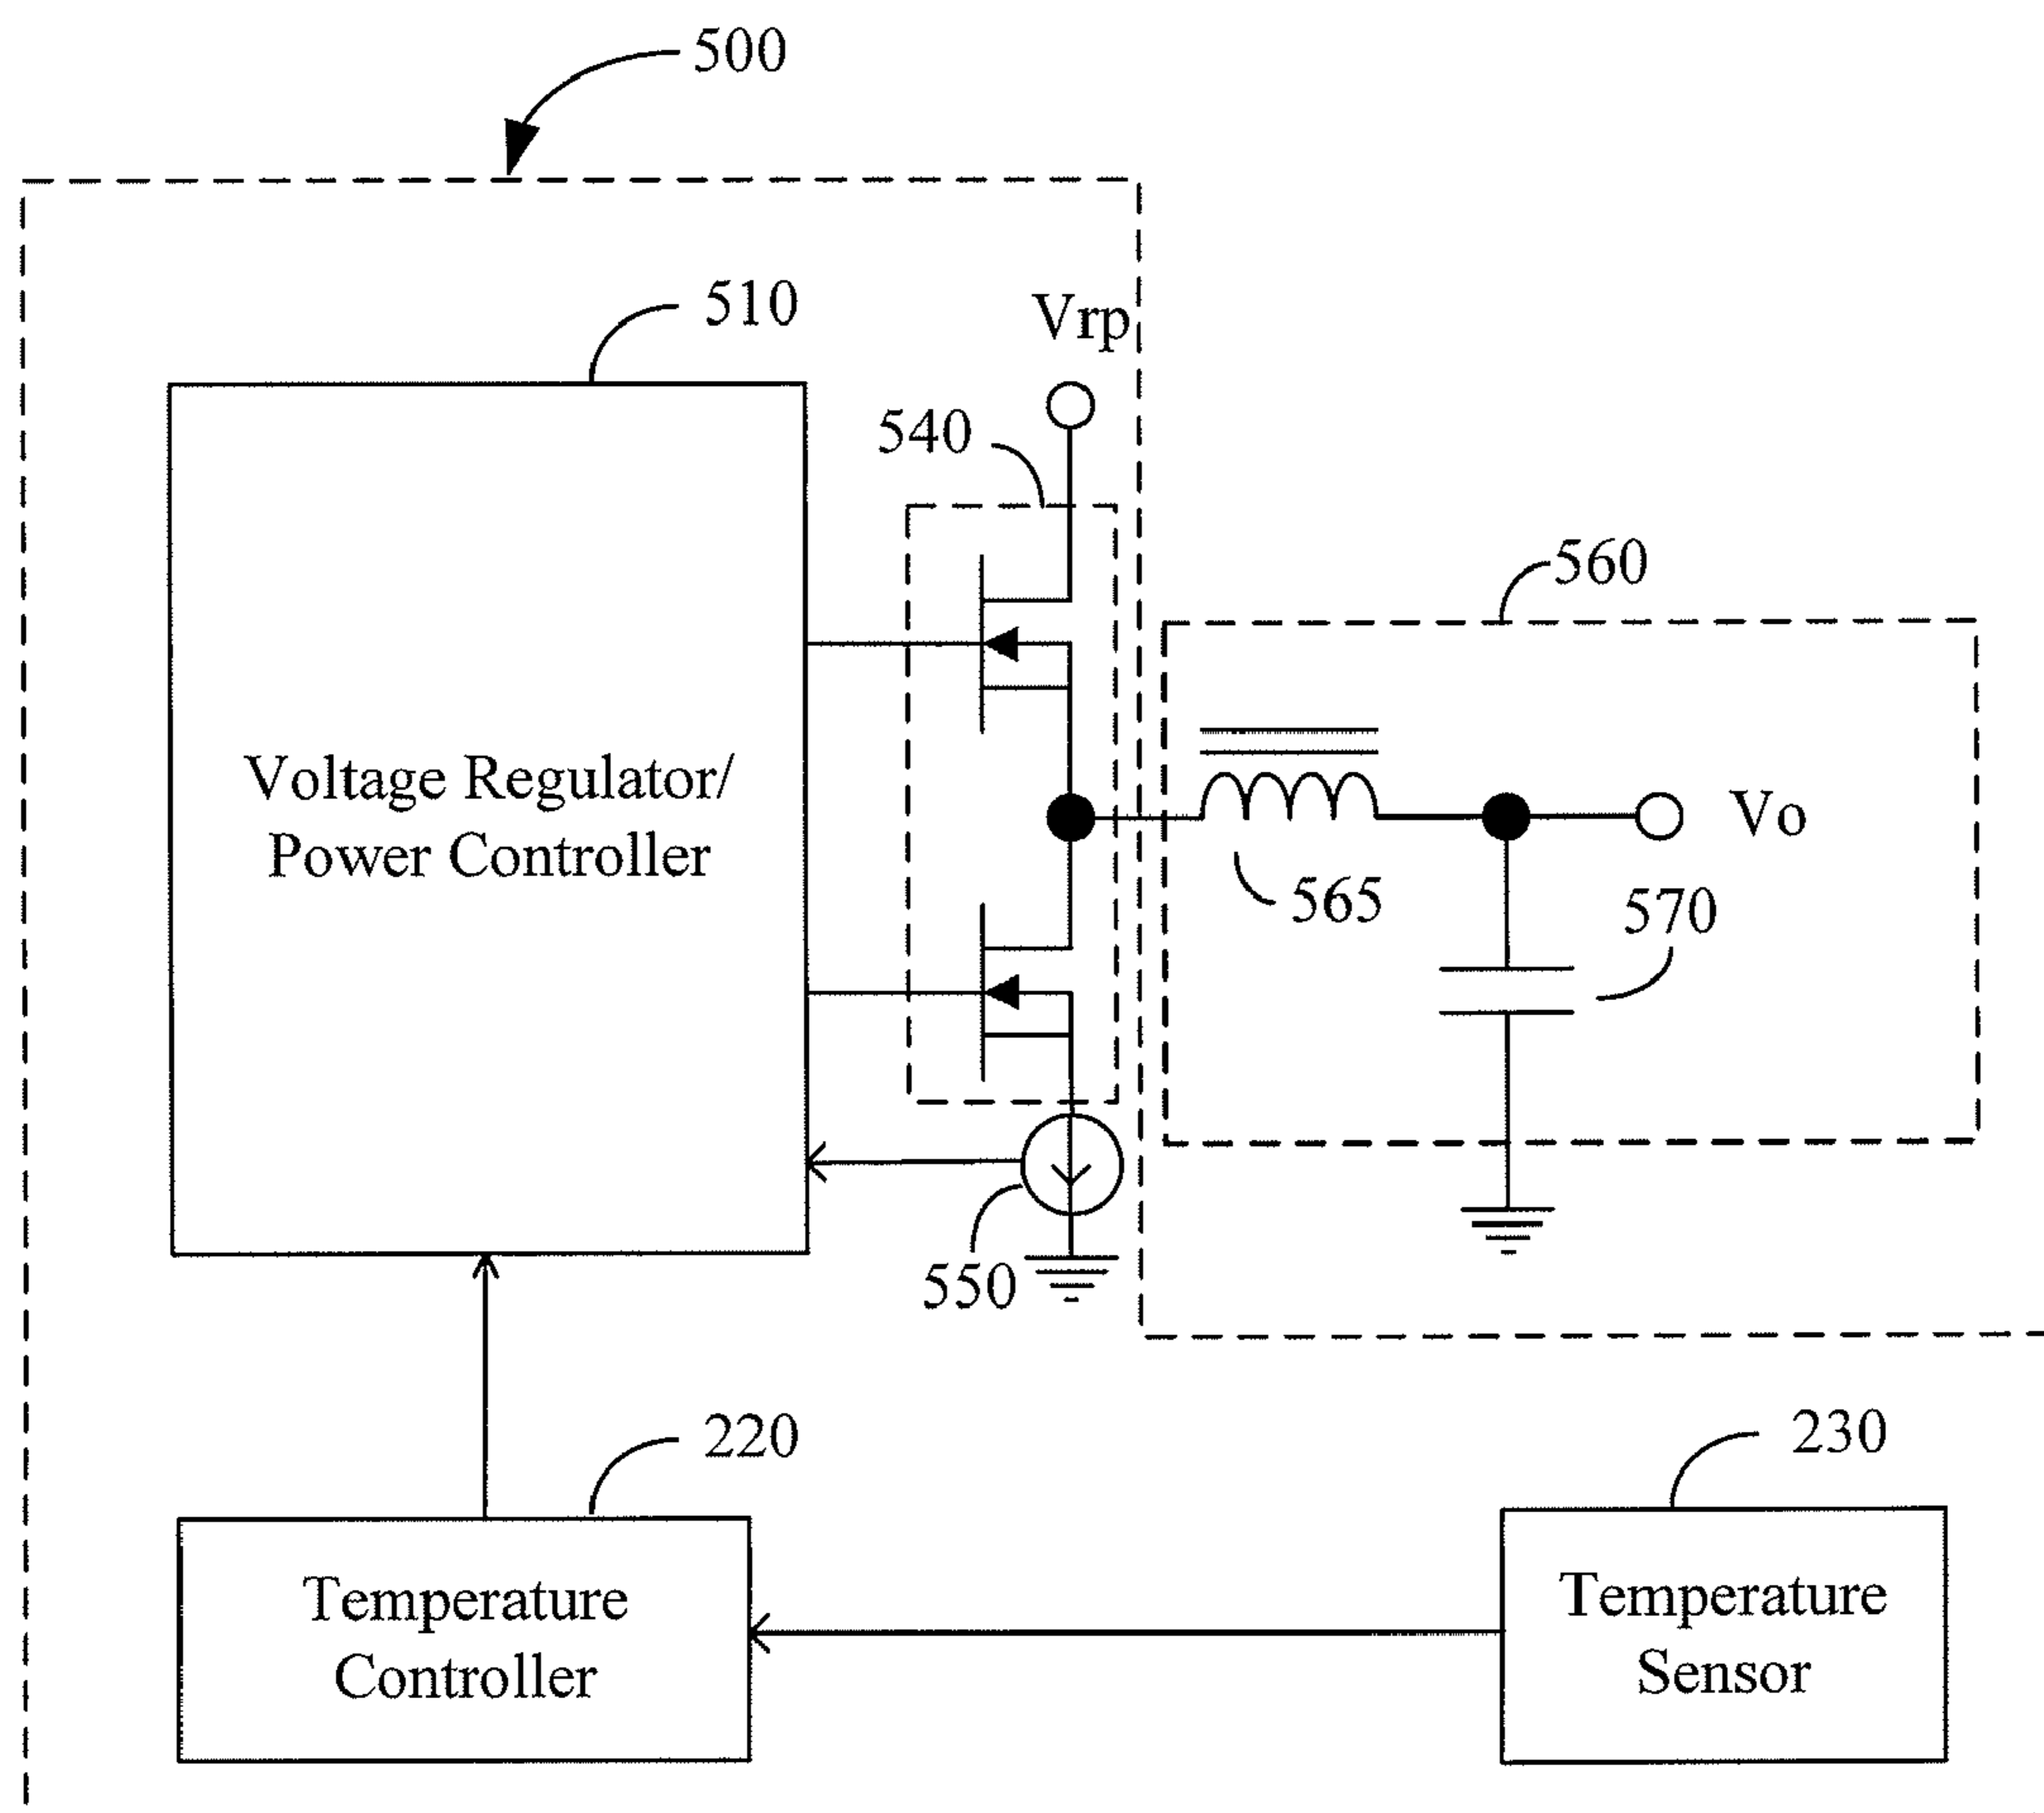 500
510
Vrp
540
560
Voltage Regulator/
Power Controller
Vo
565
570
550
220
230
Temperature
Controller
Temperature
Sensor